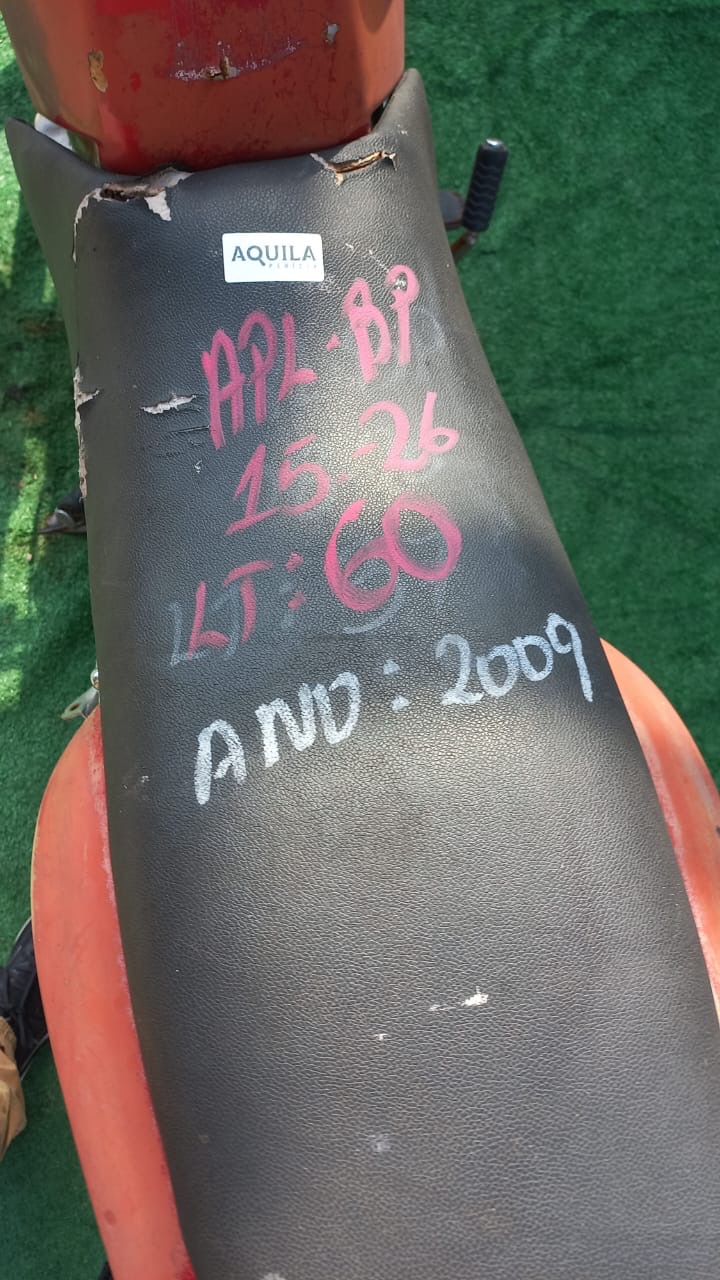 AQUILA
APL-BP
15-26
LT: 60
ANO: 2009